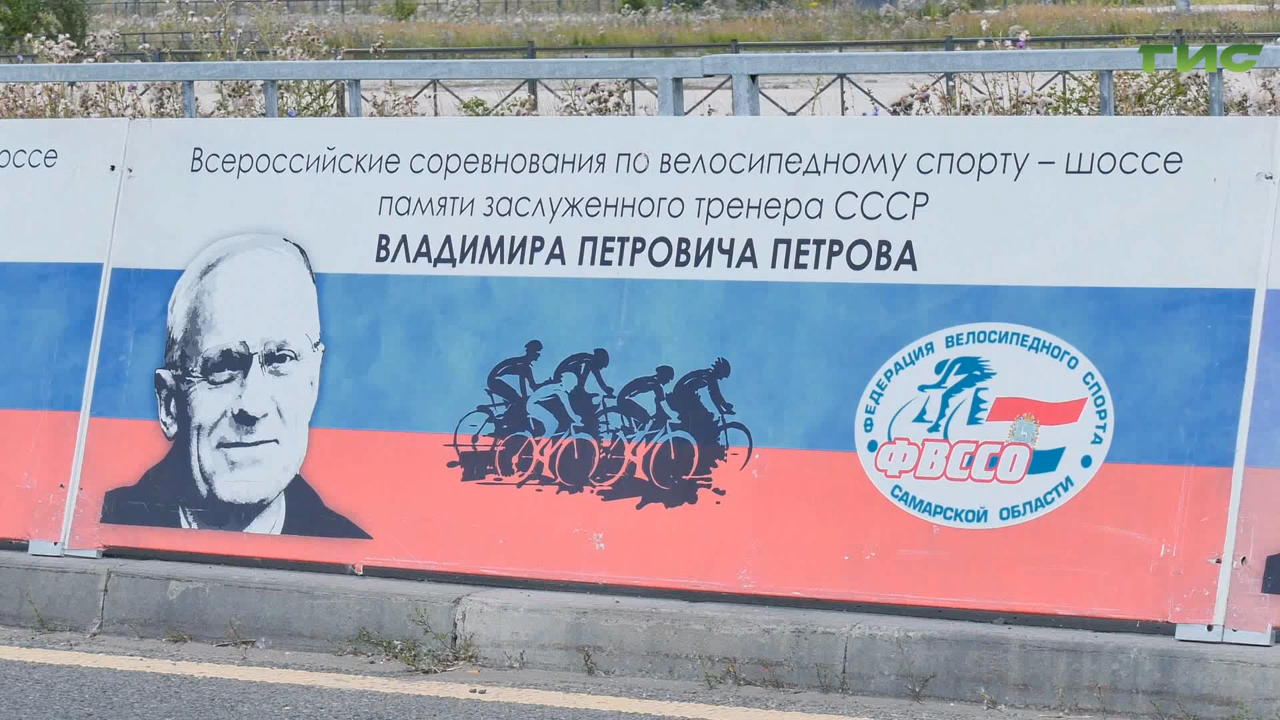 ТИС
оссе
Всероссийские соревнования по велосипедному спорту – шоссе
памяти заслуженного тренера СССР
ВЛАДИМИРА ПЕТРОВИЧА ПЕТРОВА
ФЕДЕРАЦИЯ ВЕЛОСИПЕДНОГО СПОРТА
ФВССО
САМАРСКОЙ ОБЛАСТИ